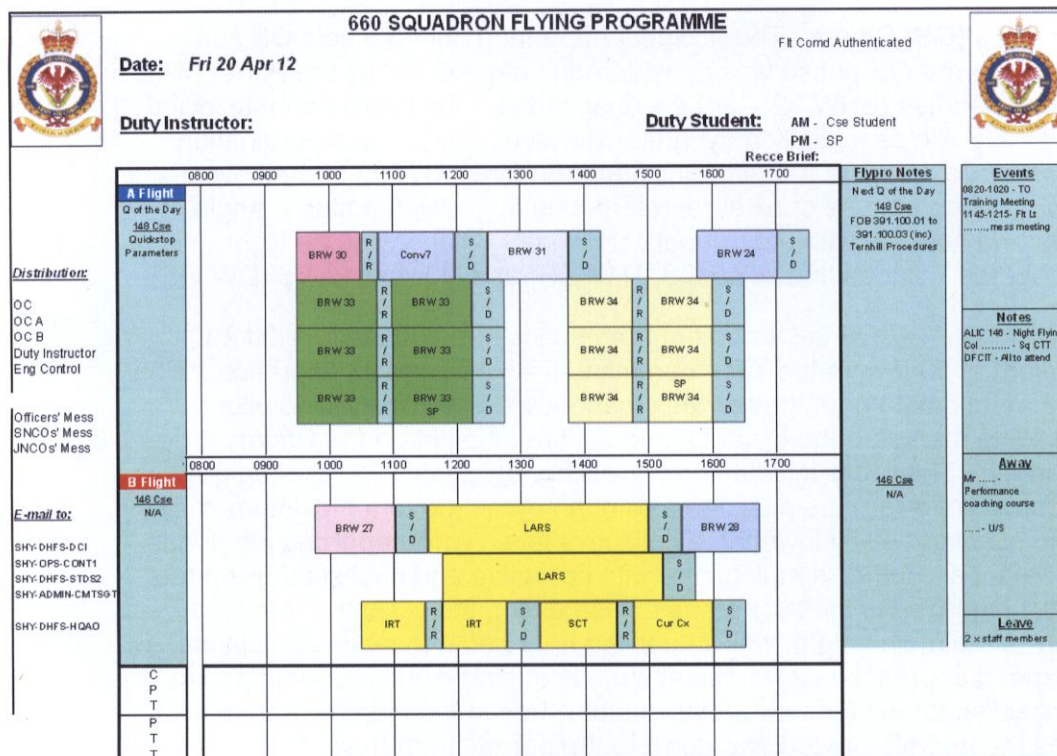 660 SQUADRON FLYING PROGRAMME
Flt Comd Authenticated
Date: Fri 20 Apr 12
Duty Instructor:
Duty Student: AM - Cse Student
PM - SP
Recce Brief:
0800 0900 1000 1100 1200 1300 1400 1500 1600 1700
A Flight
Q of the Day
148 Cse
Quickstop
Parameters
BRW 30 R/R Conv7 S/D BRW 31 S/D BRW 24 S/D
BRW 33 R/R BRW 33 S/D BRW 34 R/R BRW 34 S/D
BRW 33 R/R BRW 33 S/D BRW 34 R/R BRW 34 S/D
BRW 33 R/R BRW 33 SP S/D BRW 34 R/R SP BRW 34 S/D
Flypro Notes
Next Q of the Day
148 Cse
FOB 391.100.01 to
391.100.03 (inc)
Ternhill Procedures
Events
0820-1020 - TO
Training Meeting
1145-1215- Flt Lt
......... mess meeting
Notes
ALIC 146 - Night Flying
Col .......... - Sq CTT
DFCIT - All to attend
Distribution:
OC
OC A
OC B
Duty Instructor
Eng Control
Officers' Mess
SNCOs' Mess
JNCOs' Mess
0800 0900 1000 1100 1200 1300 1400 1500 1600 1700
B Flight
146 Cse
N/A
BRW 27 S/D LARS S/D BRW 28
LARS S/D
IRT R/R IRT S/D SCT R/R Cur Cx S/D
146 Cse
N/A
Away
Mr ..... -
Performance
coaching course
..... - U/S
Leave
2 x staff members
E-mail to:
SHY-DHFS-DCI
SHY-OPS-CONT1
SHY-DHFS-STDS2
SHY-ADMIN-CMTSGT
SHY-DHFS-HQAO
C
P
T
P
T
T